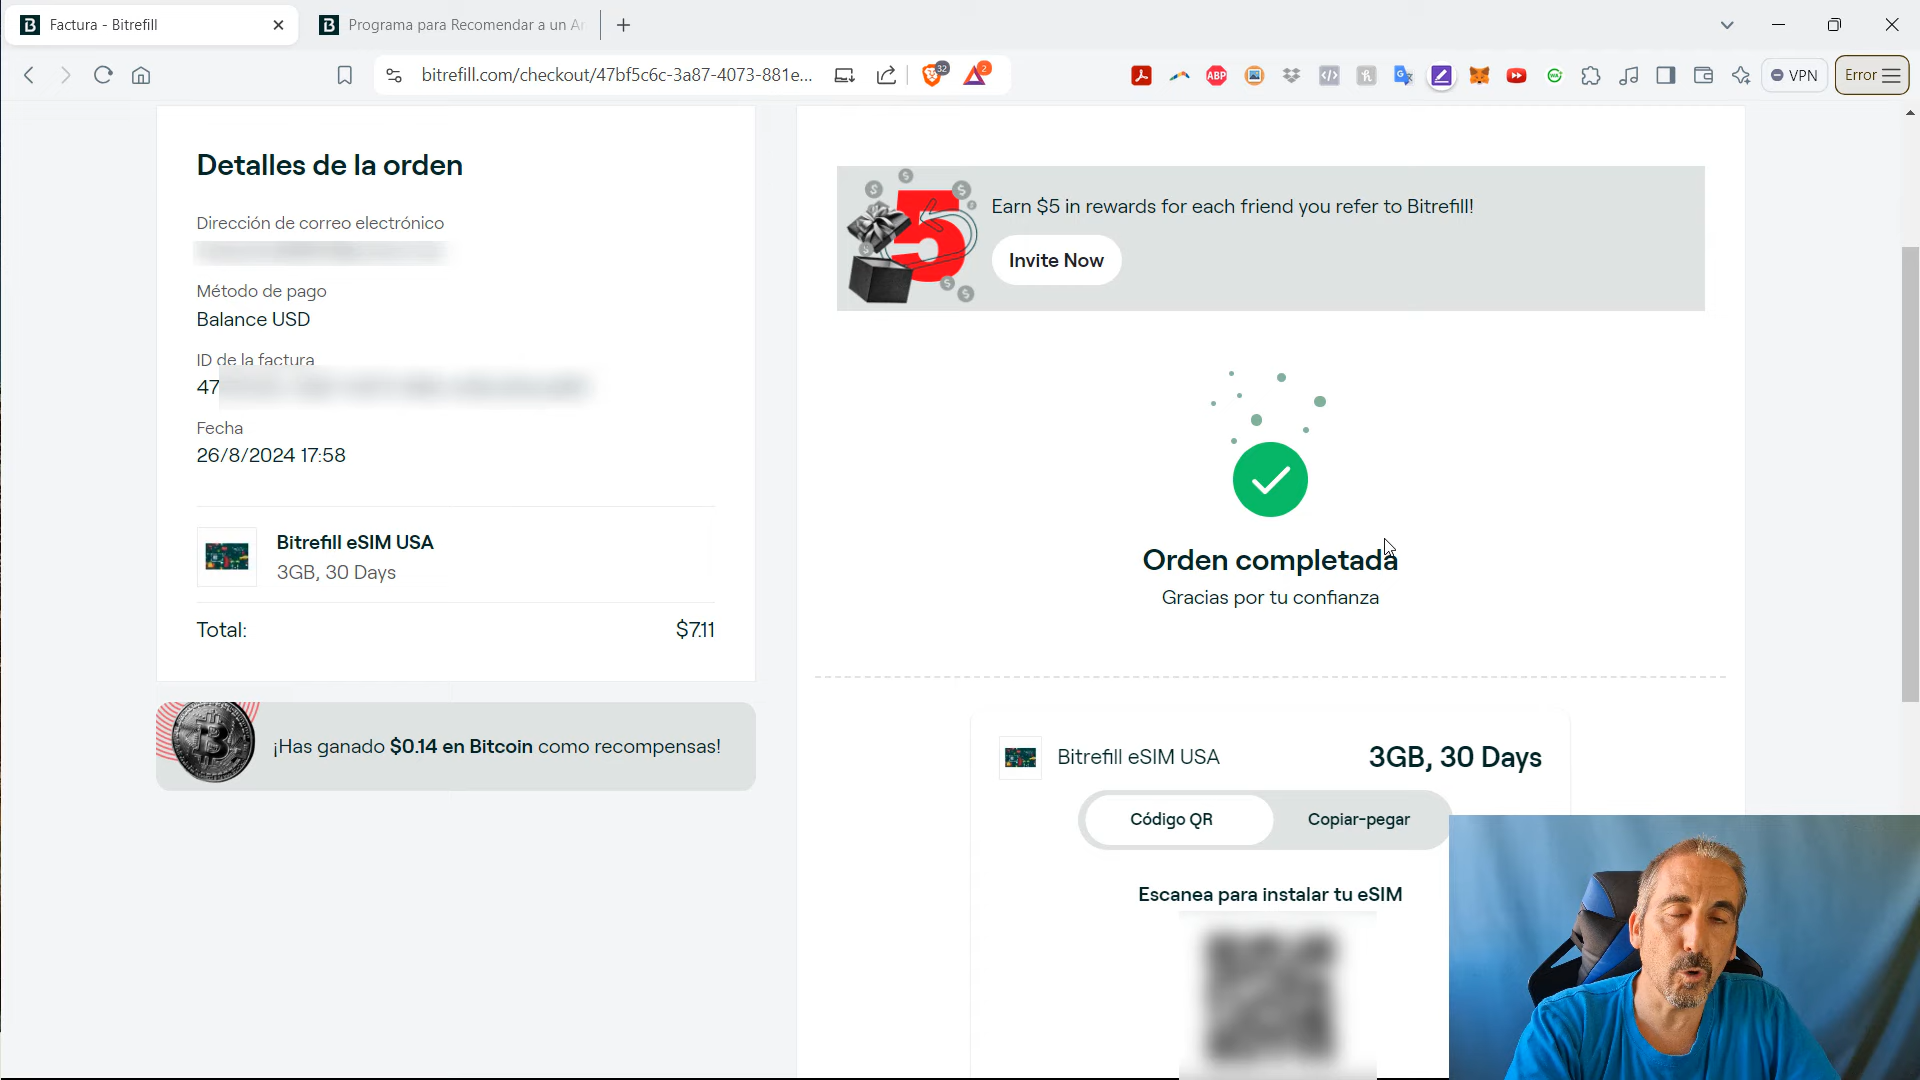 Factura - Bitrefill
Programa para Recomendar a un A
bitrefill.com/checkout/47bf5c6c-3a87-4073-881e...
32
2
ABP
VPN
Error
Detalles de la orden
Dirección de correo electrónico
Método de pago
Balance USD
ID de la factura
47
Fecha
26/8/2024 17:58
Bitrefill eSIM USA
3GB, 30 Days
Total:
$7.11
¡Has ganado $0.14 en Bitcoin como recompensas!
5
Earn $5 in rewards for each friend you refer to Bitrefill!
Invite Now
Orden completada
Gracias por tu confianza
Bitrefill eSIM USA
3GB, 30 Days
Código QR
Copiar-pegar
Escanea para instalar tu eSIM